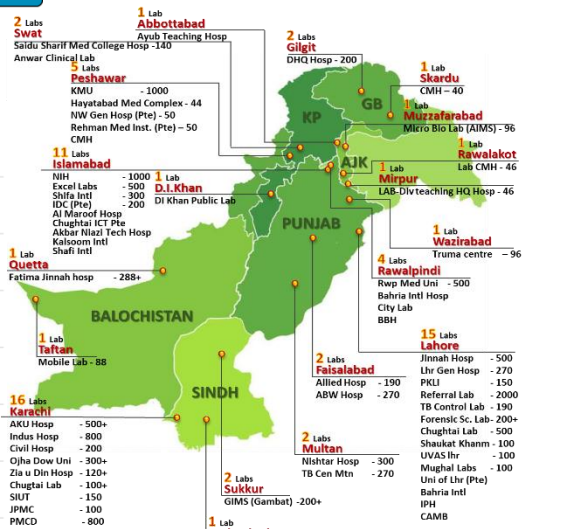 2 Labs
Swat
Saidu Sharif Med College Hosp -140
Anwar Clinical Lab
1 Lab
Abbottabad
Ayub Teaching Hosp
2 Labs
Gilgit
DHQ Hosp - 200
1 Lab
Skardu
CMH – 40
5 Labs
Peshawar
KMU - 1000
Hayatabad Med Complex - 44
NW Gen Hosp (Pte) - 50
Rehman Med Inst. (Pte) – 50
CMH
1 Lab
Muzzafarabad
Micro Bio Lab (AIMS) - 96
1 Lab
Rawalakot
Lab CMH - 46
1 Lab
Mirpur
LAB-Div teaching HQ Hosp - 46
11 Labs
Islamabad
NIH - 1000
Excel Labs - 500
Shifa Intl - 300
IDC (Pte) - 200
Al Maroof Hosp
Chughtai ICT Pte
Akbar Niazi Tech Hosp
Kalsoom Intl
Shafi Intl
1 Lab
D.I.Khan
DI Khan Public Lab
KP
GB
AJK
PUNJAB
BALOCHISTAN
SINDH
1 Lab
Wazirabad
Truma centre – 96
1 Lab
Quetta
Fatima Jinnah hosp - 288+
4 Labs
Rawalpindi
Rwp Med Uni - 500
Bahria Intl Hosp
City Lab
BBH
1 Lab
Taftan
Mobile Lab - 88
15 Labs
Lahore
Jinnah Hosp - 500
Lhr Gen Hosp - 270
PKLI - 150
Referral Lab - 2000
TB Control Lab - 190
Forensic Sc. Lab- 200+
Chughtai Lab - 500
Shaukat Khanm - 100
UVAS lhr - 100
Mughal Labs - 100
Uni of Lhr (Pte)
Bahria Intl
IPH
CAMB
2 Labs
Faisalabad
Allied Hosp - 190
ABW Hosp - 270
16 Labs
Karachi
AKU Hosp - 500+
Indus Hosp - 800
Civil Hosp - 200
Ojha Dow Uni - 300+
Zia u Din Hosp - 120+
Chugtai Lab - 100+
SIUT - 150
JPMC - 100
PMCD - 800
2 Labs
Multan
Nishtar Hosp - 300
TB Cen Mtn - 270
2 Labs
Sukkur
GIMS (Gambat) -200+
1 Lab